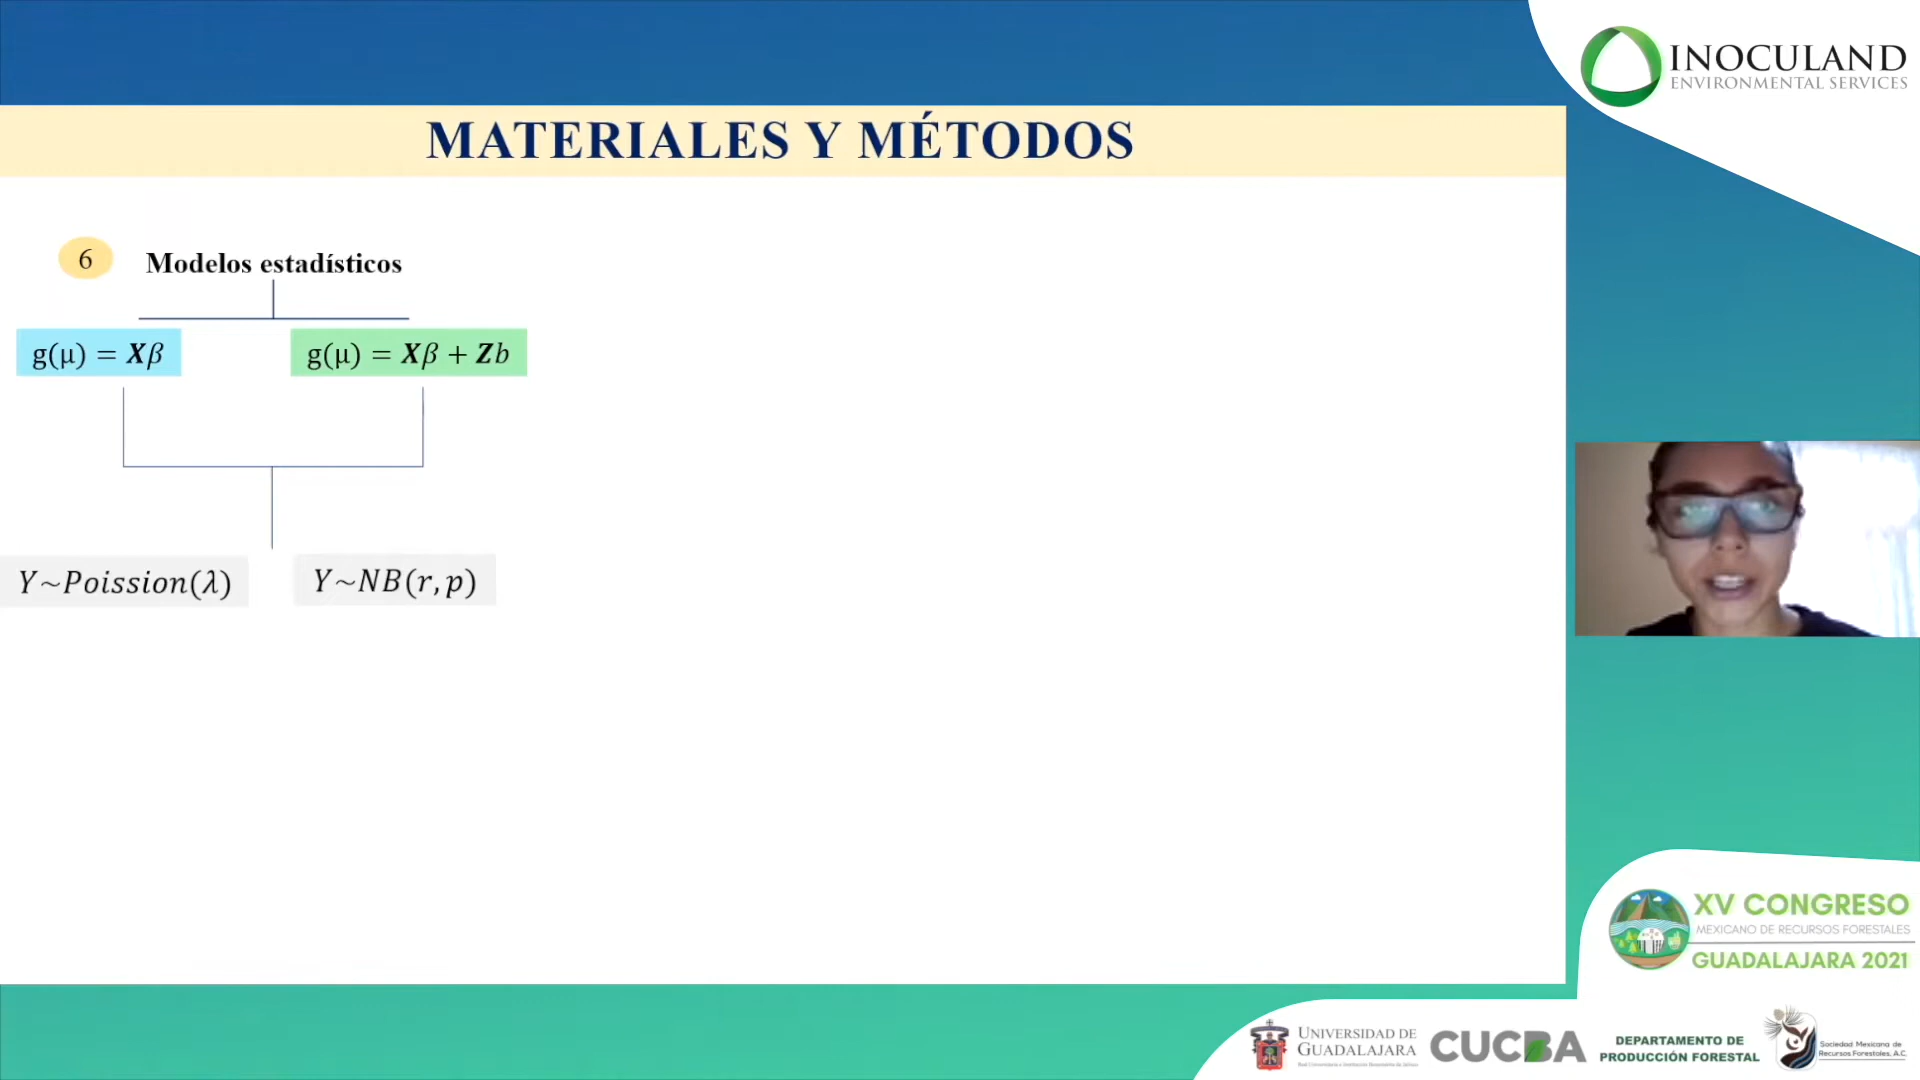 INOCULAND
ENVIRONMENTAL SERVICES
MATERIALES Y MÉTODOS
6 Modelos estadísticos
g(μ) = Xβ
g(μ) = Xβ + Zb
Y~Poission(λ)
Y~NB(r, p)
XV CONGRESO
MEXICANO DE RECURSOS FORESTALES
GUADALAJARA 2021
UNIVERSIDAD DE
GUADALAJARA
CUCBA
DEPARTAMENTO DE
PRODUCCIÓN FORESTAL
Sociedad Mexicana de
Recursos Forestales, A.C.